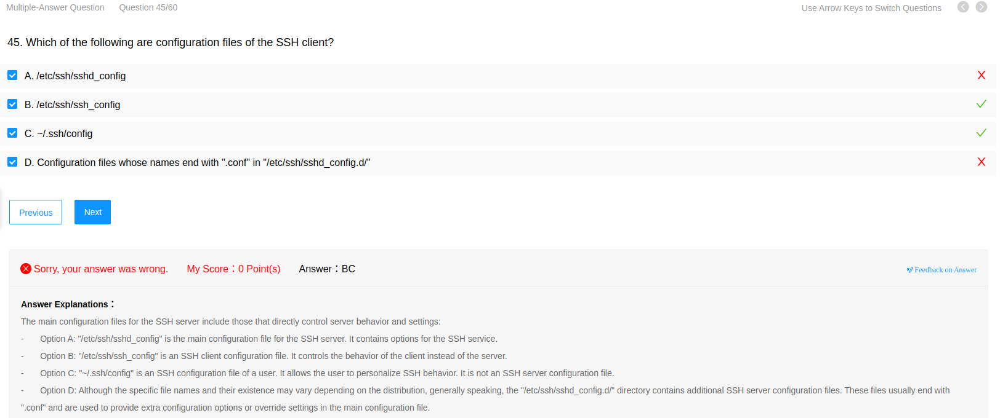 Multiple-Answer Question Question 45/60 Use Arrow Keys to Switch Questions
45. Which of the following are configuration files of the SSH client?
A. /etc/ssh/sshd_config
B. /etc/ssh/ssh_config
C. ~/.ssh/config
D. Configuration files whose names end with ".conf" in "/etc/ssh/sshd_config.d/"
Previous Next
Sorry, your answer was wrong. My Score：0 Point(s) Answer：BC Feedback on Answer
Answer Explanations：
The main configuration files for the SSH server include those that directly control server behavior and settings:
- Option A: "/etc/ssh/sshd_config" is the main configuration file for the SSH server. It contains options for the SSH service.
- Option B: "/etc/ssh/ssh_config" is an SSH client configuration file. It controls the behavior of the client instead of the server.
- Option C: "~/.ssh/config" is an SSH configuration file of a user. It allows the user to personalize SSH behavior. It is not an SSH server configuration file.
- Option D: Although the specific file names and their existence may vary depending on the distribution, generally speaking, the "/etc/ssh/sshd_config.d/" directory contains additional SSH server configuration files. These files usually end with
".conf" and are used to provide extra configuration options or override settings in the main configuration file.